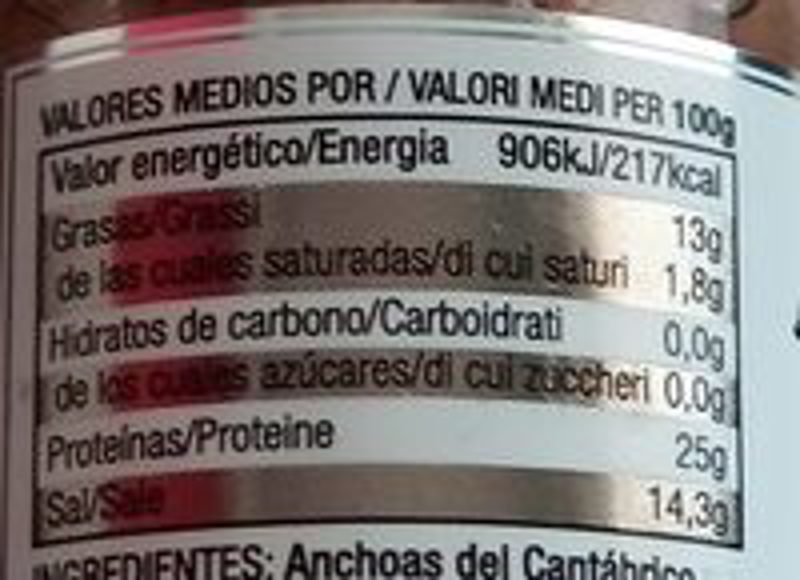 VALORES MEDIOS POR / VALORI MEDI PER 100g
Valor energético/Energia 906kJ/217kcal
Grasas/Grassi 13g
de las cuales saturadas/di cui saturi 1,8g
Hidratos de carbono/Carboidrati 0,0g
de los cuales azúcares/di cui zuccheri 0,0g
Proteínas/Proteine 25g
Sal/Sale 14,3g
INGREDIENTES: Anchoas del Cantábrico